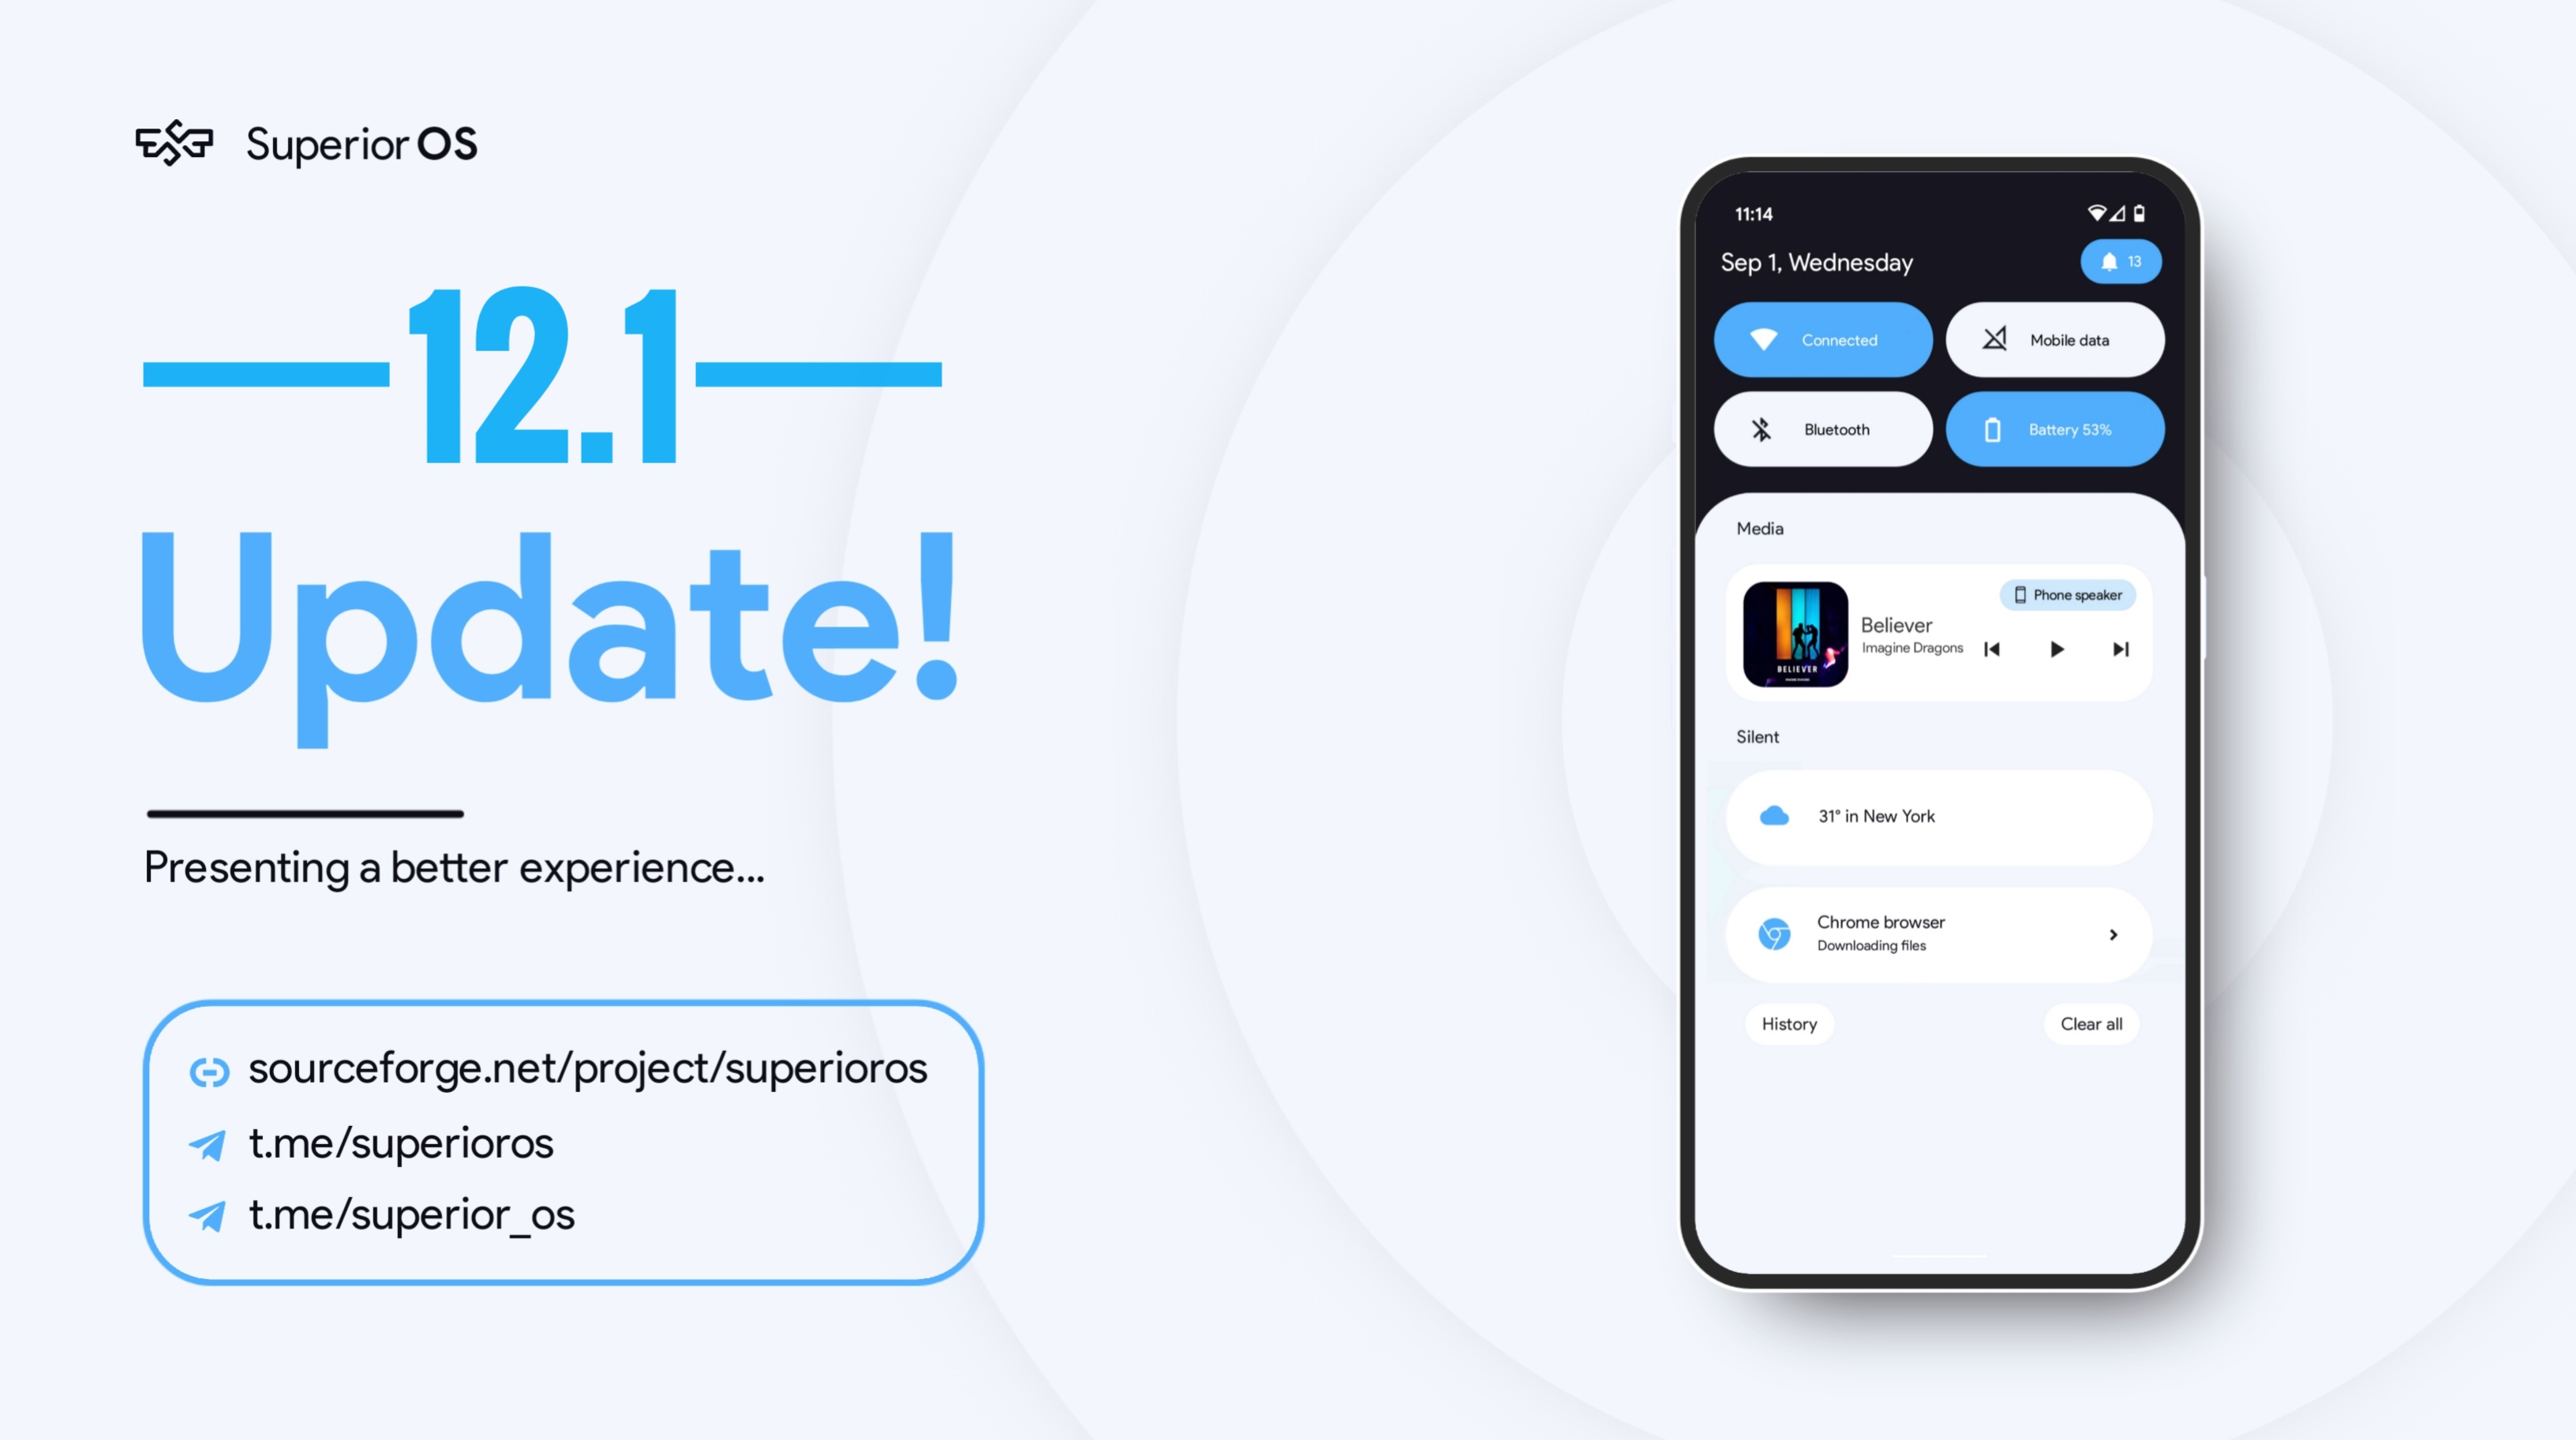 Superior OS
12.1
Update!
Presenting a better experience...
sourceforge.net/project/superioros
t.me/superioros
t.me/superior_os
11:14
Sep 1, Wednesday
13
Connected
Mobile data
Bluetooth
Battery 53%
Media
Phone speaker
Believer
Imagine Dragons
BELIEVER
Silent
31° in New York
Chrome browser
Downloading files
History
Clear all